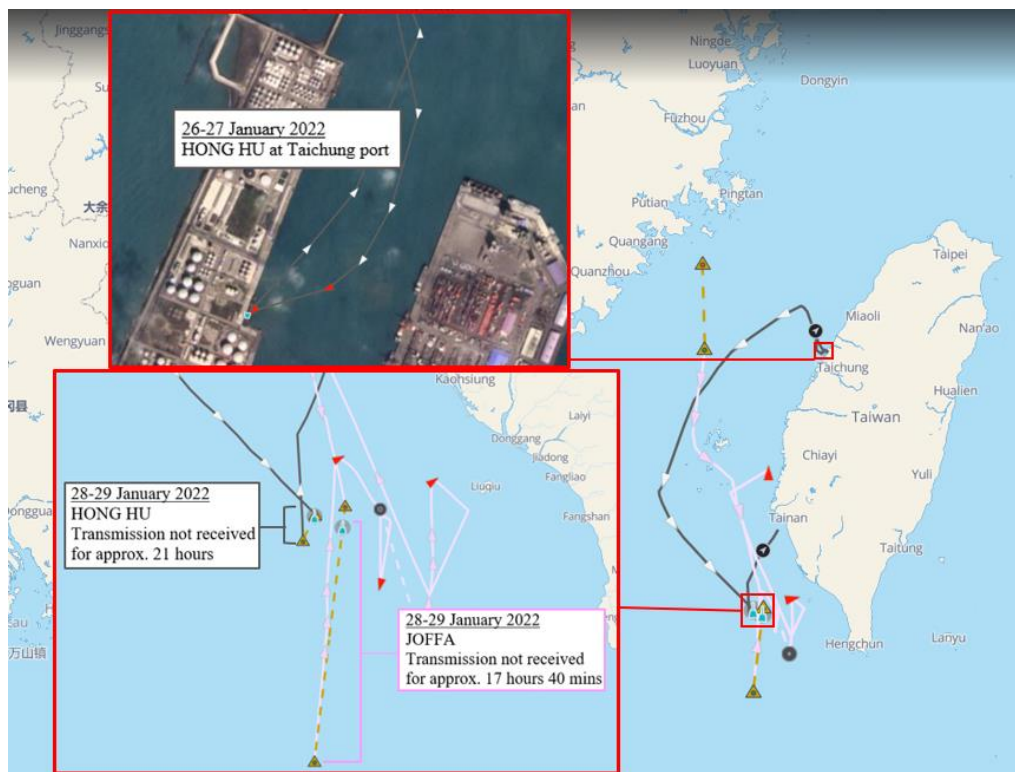 Jinggangs
Ningde
Luoyuan
Dongyin
Fuzhou
26-27 January 2022
HONG HU at Taichung port
ucheng
大余
Pingtan
Putian
Nanxio
Quangang
Taipei
Quanzhou
Wengyuan
Miaoli
Nan'ao
Taichung
Hualien
Kaohsiung
Laiyi
Taiwan
Donggang
Jiadong
Chiayi
Liuqiu
Fangliao
Yuli
28-29 January 2022
HONG HU
Transmission not received
for approx. 21 hours
Fangshan
Tainan
Taitung
28-29 January 2022
JOFFA
Transmission not received
for approx. 17 hours 40 mins
Hengchun
Lanyu
万山镇